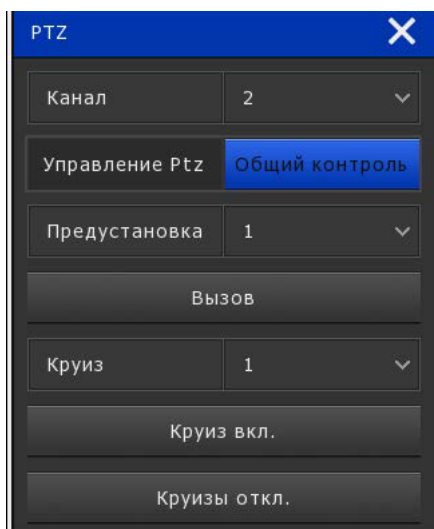 PTZ
Канал 2
Управление Ptz Общий контроль
Предустановка 1
Вызов
Круиз 1
Круиз вкл.
Круизы откл.